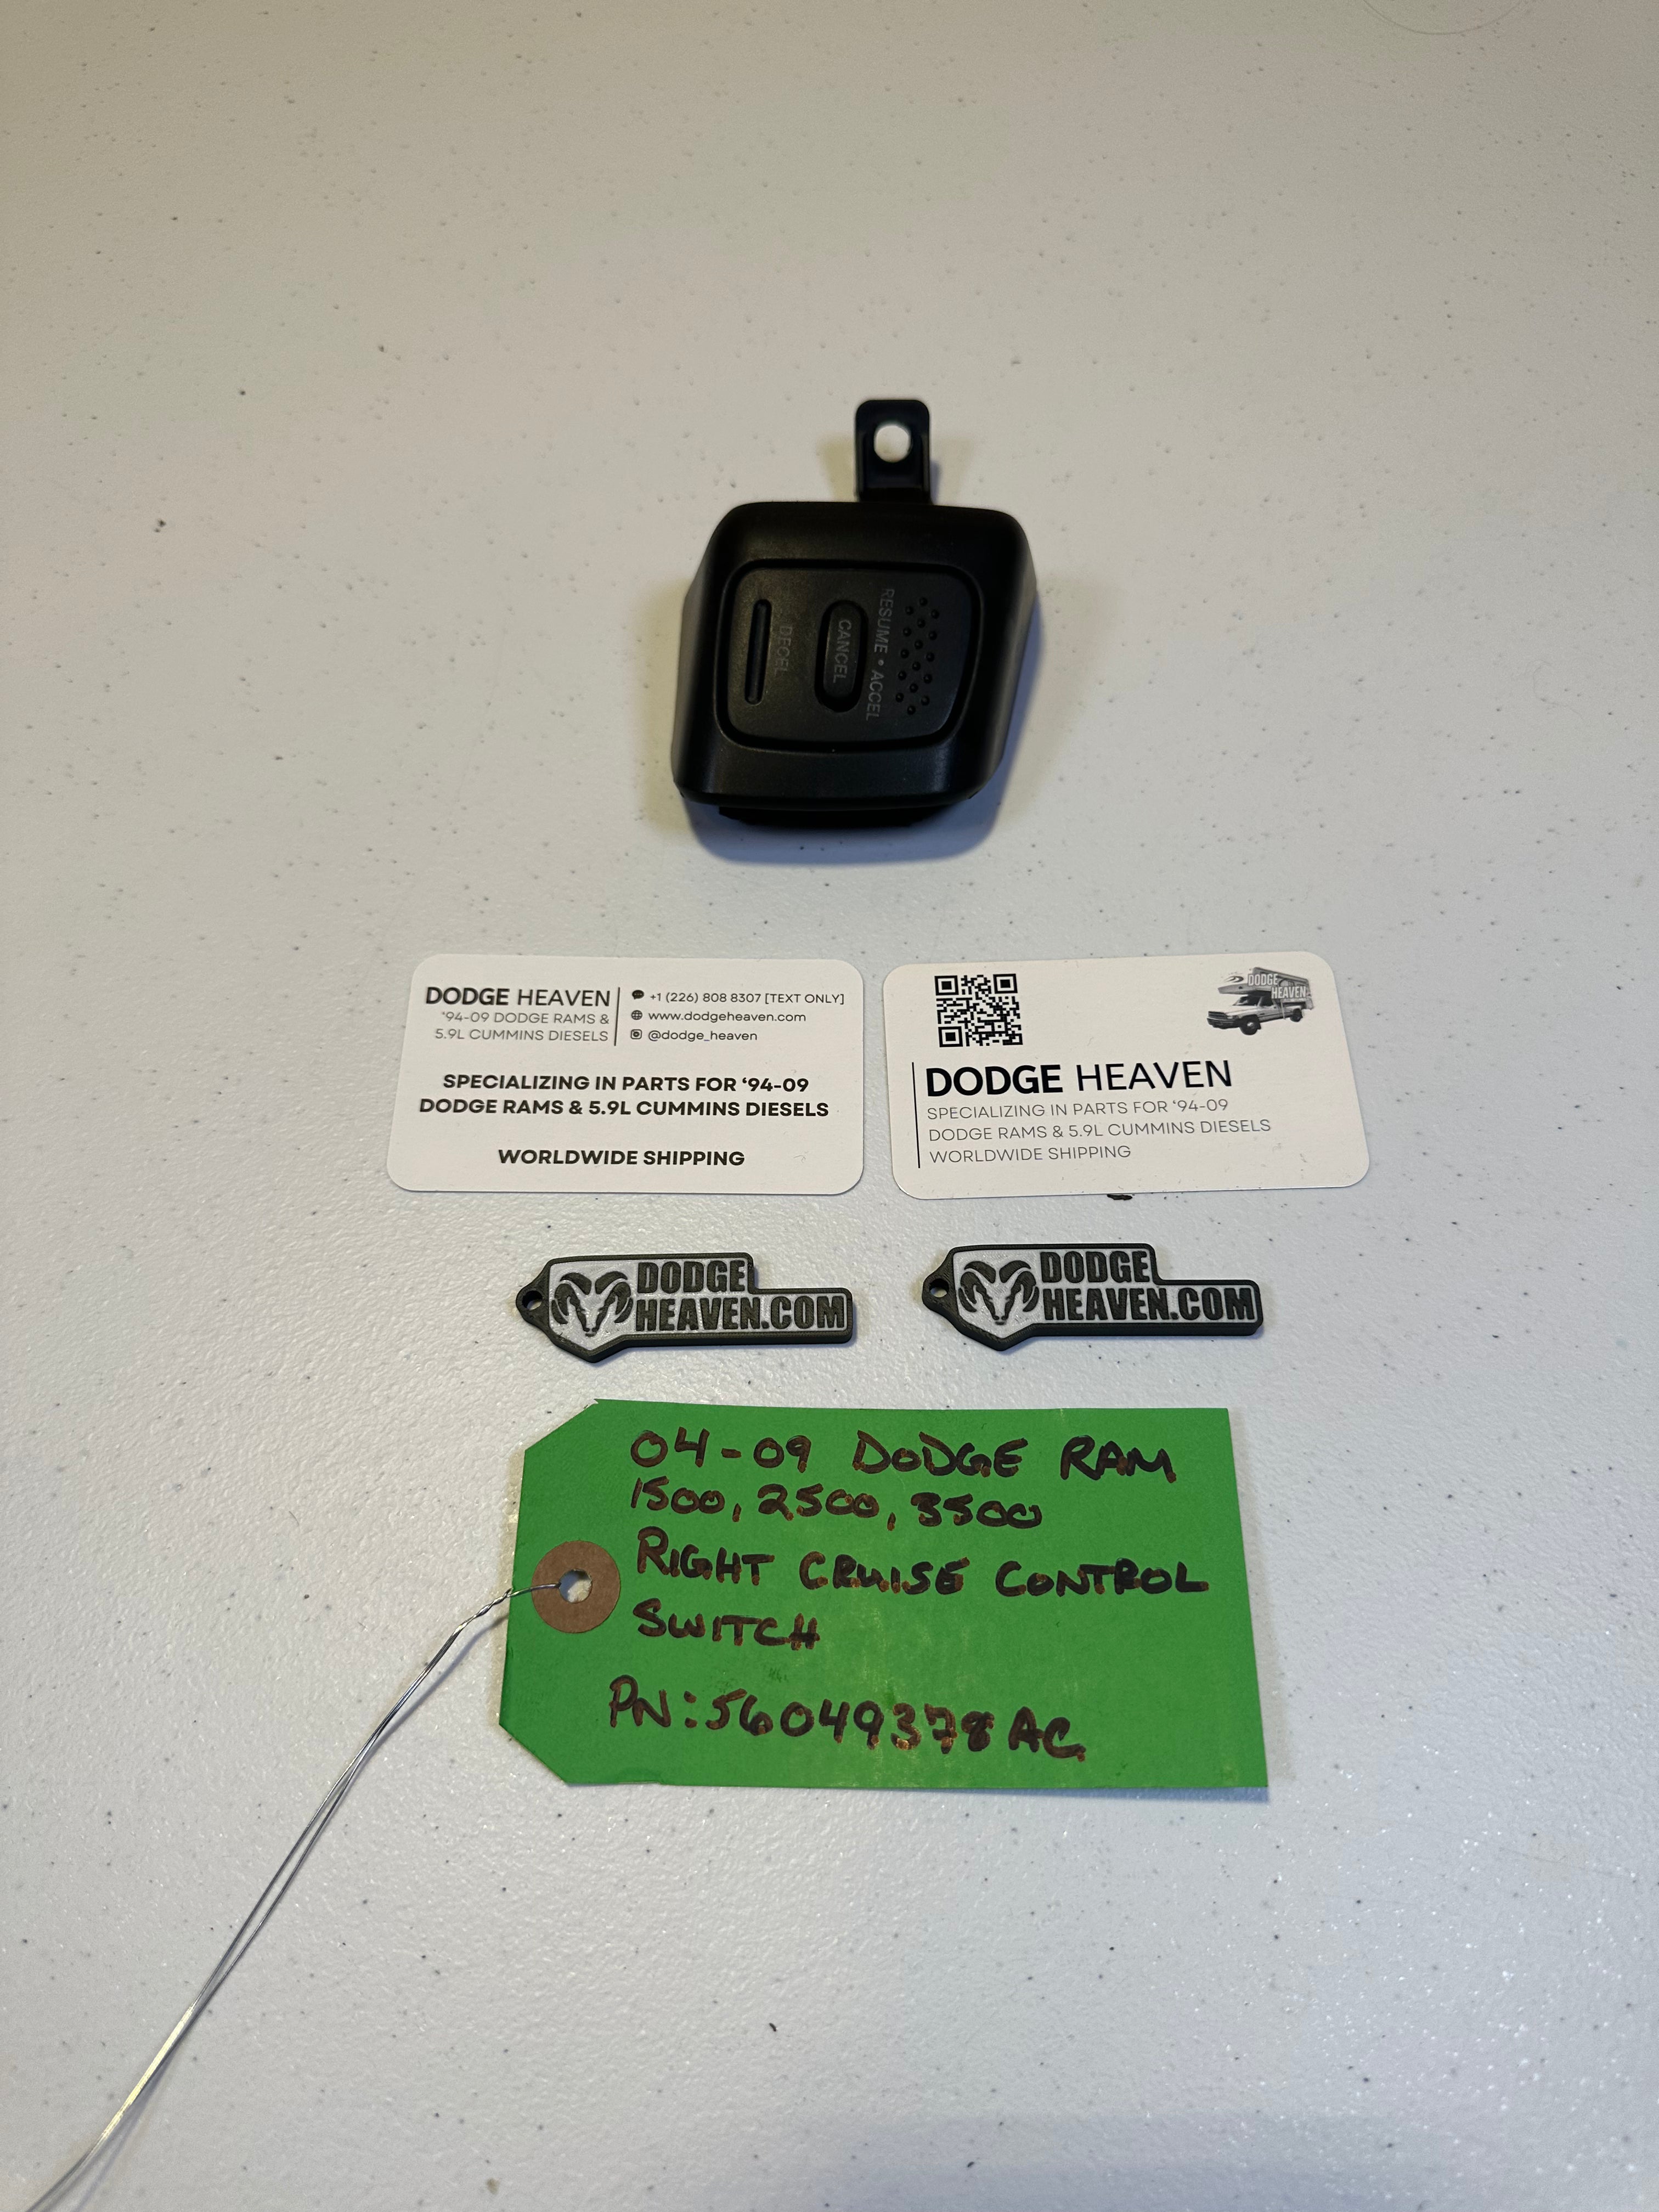 RESUME • ACCEL
CANCEL
DECEL
DODGE HEAVEN
'94-09 DODGE RAMS &
5.9L CUMMINS DIESELS
+1 (226) 808 8307 [TEXT ONLY]
www.dodgeheaven.com
@dodge_heaven
SPECIALIZING IN PARTS FOR '94-09
DODGE RAMS & 5.9L CUMMINS DIESELS
WORLDWIDE SHIPPING
DODGE
HEAVEN
DODGE HEAVEN
SPECIALIZING IN PARTS FOR '94-09
DODGE RAMS & 5.9L CUMMINS DIESELS
WORLDWIDE SHIPPING
DODGE
HEAVEN.COM
DODGE
HEAVEN.COM
04-09 DODGE RAM
1500, 2500, 3500
RIGHT CRUISE CONTROL
SWITCH
PN: 56049378AC